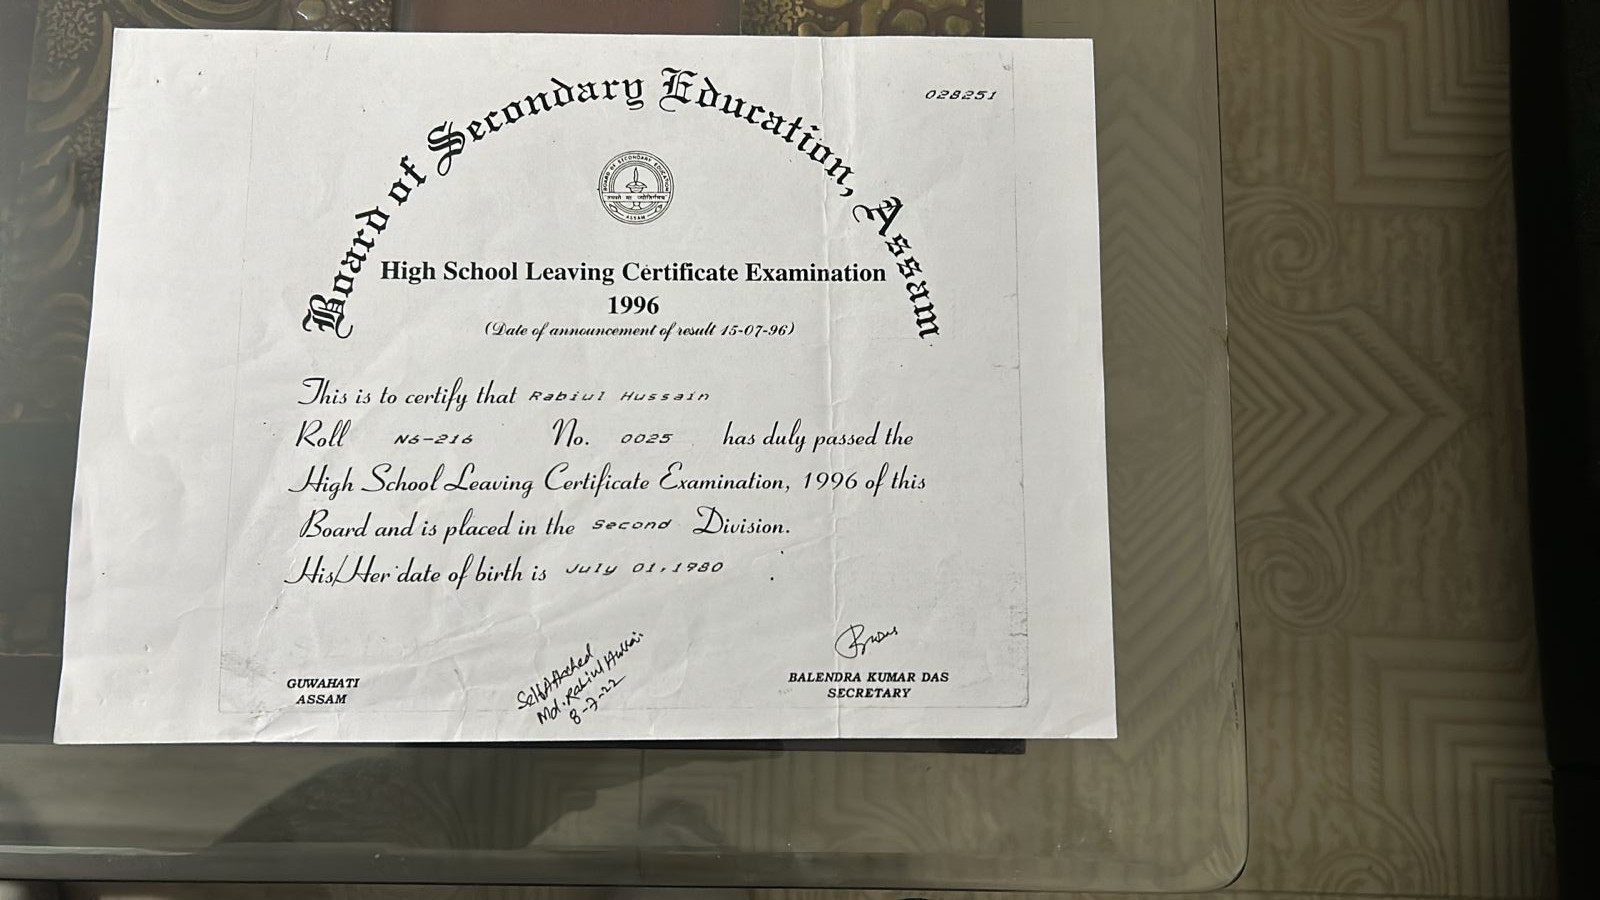 028251
Board of Secondary Education, Assam
BOARD OF SECONDARY EDUCATION
तमसो मा ज्योतिर्गमय
ASSAM
High School Leaving Certificate Examination
1996
(Date of announcement of result 15-07-96)
This is to certify that Rabiul Hussain
Roll N6-216 No. 0025 has duly passed the
High School Leaving Certificate Examination, 1996 of this
Board and is placed in the Second Division.
His/Her date of birth is July 01,1980
GUWAHATI
ASSAM
Self Attached
Md. Rabiul
8-7-22
BALENDRA KUMAR DAS
SECRETARY